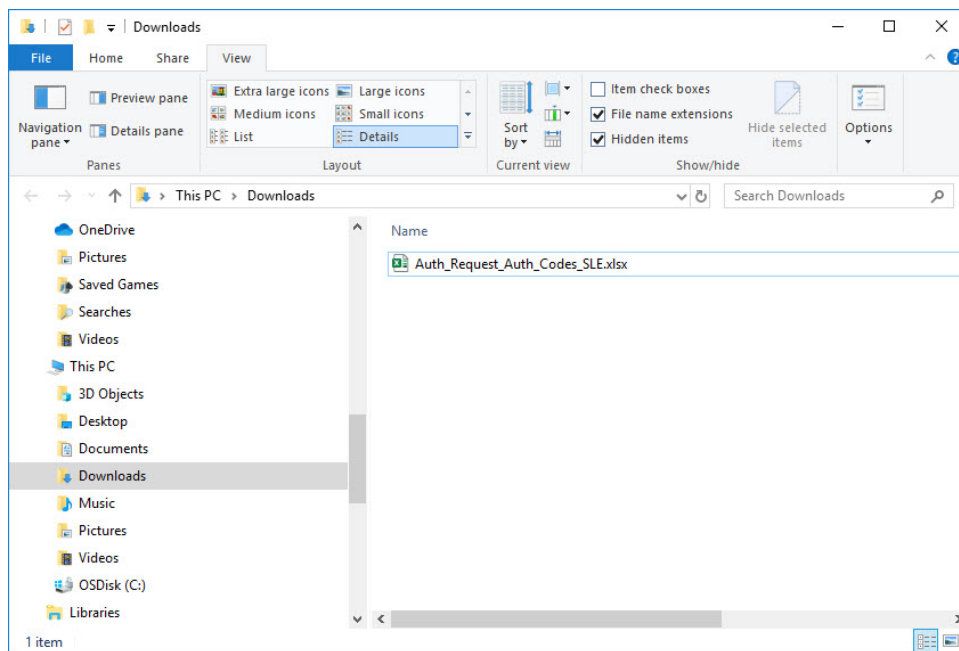 Downloads
File Home Share View
Navigation pane
Preview pane
Details pane
Panes
Extra large icons Large icons
Medium icons Small icons
List Details
Layout
Sort by
Current view
Item check boxes
File name extensions
Hidden items
Hide selected items
Show/hide
Options
This PC > Downloads
Search Downloads
OneDrive
Pictures
Saved Games
Searches
Videos
This PC
3D Objects
Desktop
Documents
Downloads
Music
Pictures
Videos
OSDisk (C:)
Libraries
Name
Auth_Request_Auth_Codes_SLE.xlsx
1 item